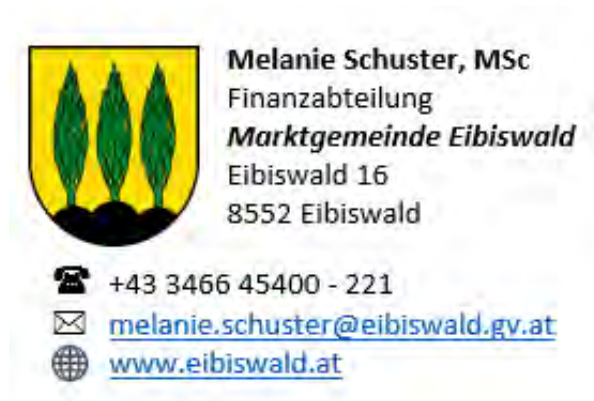 Melanie Schuster, MSc
Finanzabteilung
Marktgemeinde Eibiswald
Eibiswald 16
8552 Eibiswald
+43 3466 45400 - 221
melanie.schuster@eibiswald.gv.at
www.eibiswald.at